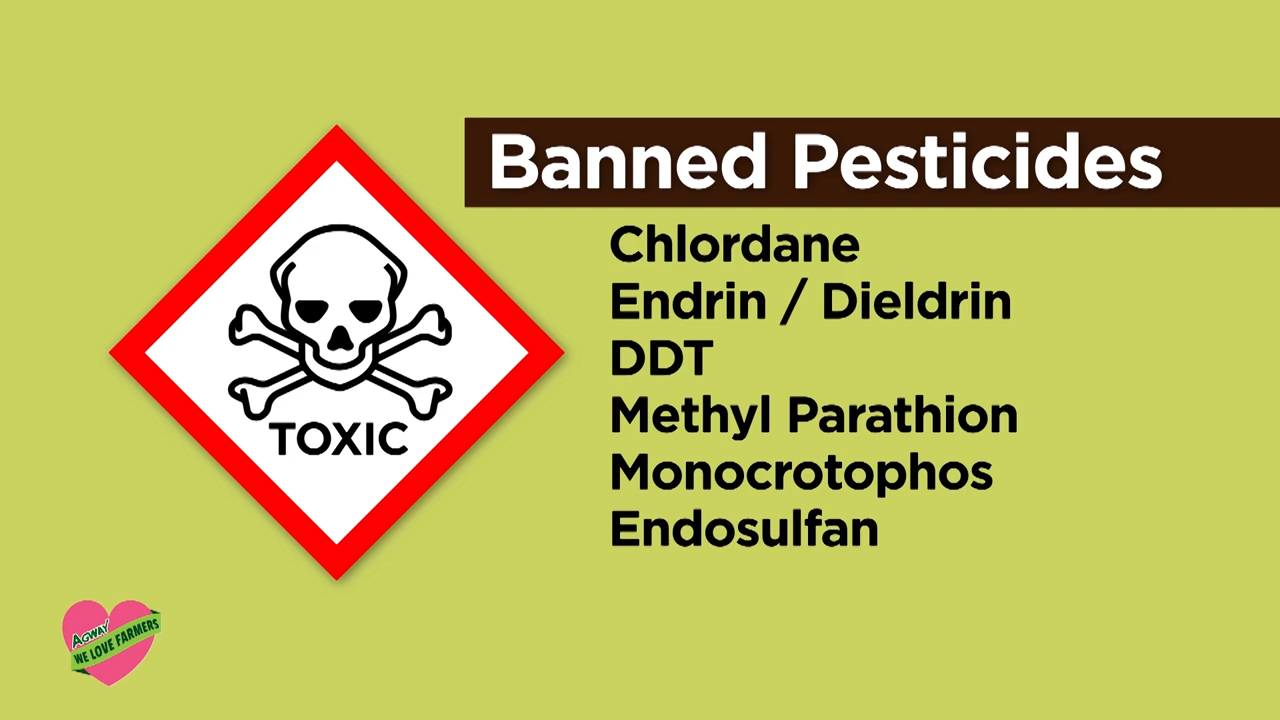 Banned Pesticides
Chlordane
Endrin / Dieldrin
DDT
Methyl Parathion
Monocrotophos
Endosulfan
TOXIC
AGWAY
WE LOVE FARMERS